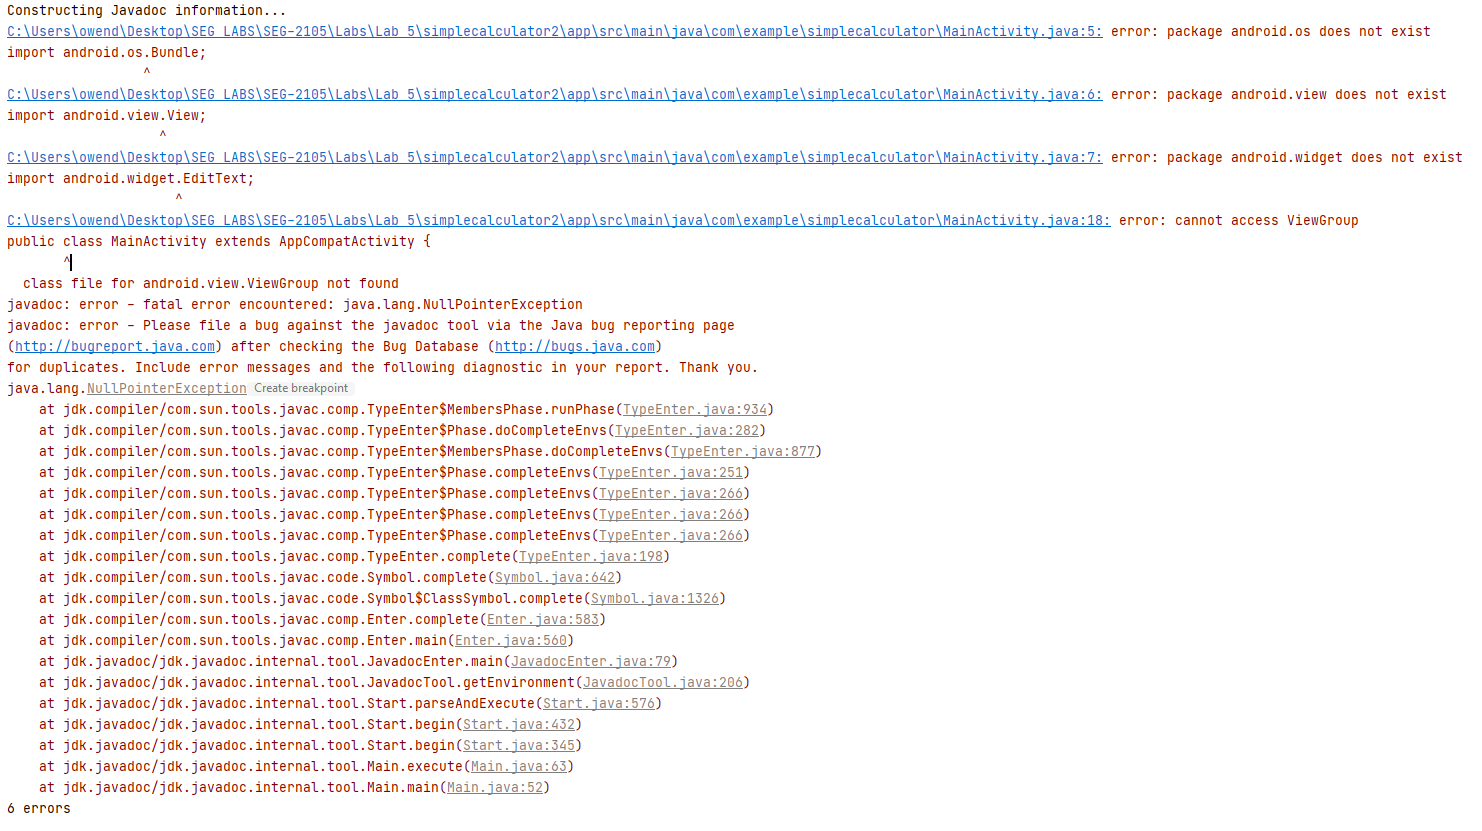 Constructing Javadoc information...
C:\Users\owend\Desktop\SEG LABS\SEG-2105\Labs\Lab 5\simplecalculator2\app\src\main\java\com\example\simplecalculator\MainActivity.java:5: error: package android.os does not exist
import android.os.Bundle;
^
C:\Users\owend\Desktop\SEG LABS\SEG-2105\Labs\Lab 5\simplecalculator2\app\src\main\java\com\example\simplecalculator\MainActivity.java:6: error: package android.view does not exist
import android.view.View;
^
C:\Users\owend\Desktop\SEG LABS\SEG-2105\Labs\Lab 5\simplecalculator2\app\src\main\java\com\example\simplecalculator\MainActivity.java:7: error: package android.widget does not exist
import android.widget.EditText;
^
C:\Users\owend\Desktop\SEG LABS\SEG-2105\Labs\Lab 5\simplecalculator2\app\src\main\java\com\example\simplecalculator\MainActivity.java:18: error: cannot access ViewGroup
public class MainActivity extends AppCompatActivity {
^
class file for android.view.ViewGroup not found
javadoc: error - fatal error encountered: java.lang.NullPointerException
javadoc: error - Please file a bug against the javadoc tool via the Java bug reporting page
(http://bugreport.java.com) after checking the Bug Database (http://bugs.java.com)
for duplicates. Include error messages and the following diagnostic in your report. Thank you.
java.lang.NullPointerException Create breakpoint
at jdk.compiler/com.sun.tools.javac.comp.TypeEnter$MembersPhase.runPhase(TypeEnter.java:934)
at jdk.compiler/com.sun.tools.javac.comp.TypeEnter$Phase.doCompleteEnvs(TypeEnter.java:282)
at jdk.compiler/com.sun.tools.javac.comp.TypeEnter$MembersPhase.doCompleteEnvs(TypeEnter.java:877)
at jdk.compiler/com.sun.tools.javac.comp.TypeEnter$Phase.completeEnvs(TypeEnter.java:251)
at jdk.compiler/com.sun.tools.javac.comp.TypeEnter$Phase.completeEnvs(TypeEnter.java:266)
at jdk.compiler/com.sun.tools.javac.comp.TypeEnter$Phase.completeEnvs(TypeEnter.java:266)
at jdk.compiler/com.sun.tools.javac.comp.TypeEnter$Phase.completeEnvs(TypeEnter.java:266)
at jdk.compiler/com.sun.tools.javac.comp.TypeEnter.complete(TypeEnter.java:198)
at jdk.compiler/com.sun.tools.javac.code.Symbol.complete(Symbol.java:642)
at jdk.compiler/com.sun.tools.javac.code.Symbol$ClassSymbol.complete(Symbol.java:1326)
at jdk.compiler/com.sun.tools.javac.comp.Enter.complete(Enter.java:583)
at jdk.compiler/com.sun.tools.javac.comp.Enter.main(Enter.java:560)
at jdk.javadoc/jdk.javadoc.internal.tool.JavadocEnter.main(JavadocEnter.java:79)
at jdk.javadoc/jdk.javadoc.internal.tool.JavadocTool.getEnvironment(JavadocTool.java:206)
at jdk.javadoc/jdk.javadoc.internal.tool.Start.parseAndExecute(Start.java:576)
at jdk.javadoc/jdk.javadoc.internal.tool.Start.begin(Start.java:432)
at jdk.javadoc/jdk.javadoc.internal.tool.Start.begin(Start.java:345)
at jdk.javadoc/jdk.javadoc.internal.tool.Main.execute(Main.java:63)
at jdk.javadoc/jdk.javadoc.internal.tool.Main.main(Main.java:52)
6 errors